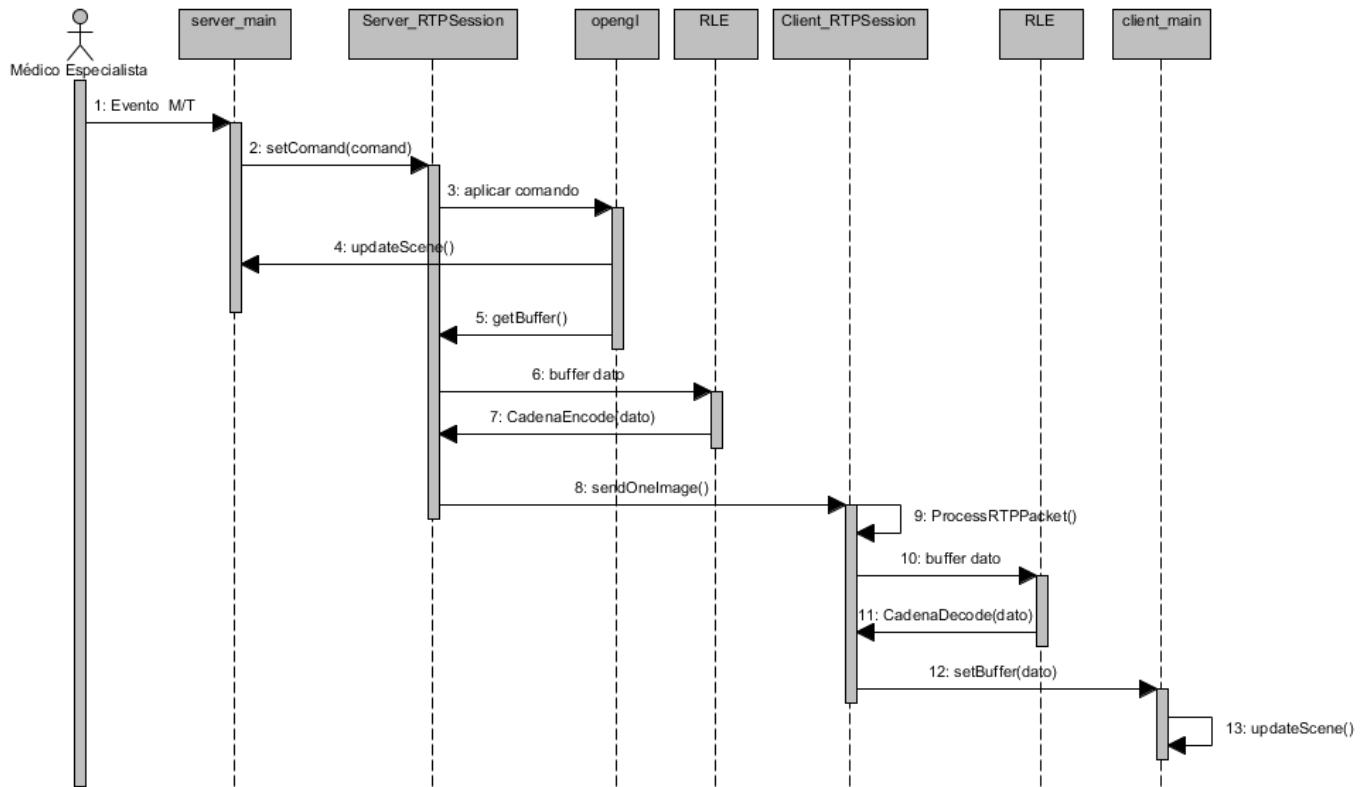 server_main
Server_RTPSession
opengl
RLE
Client_RTPSession
RLE
client_main
Médico Especialista
1: Evento M/T
2: setComand(comand)
3: aplicar comando
4: updateScene()
5: getBuffer()
6: buffer dato
7: CadenaEncode(dato)
8: sendOneImage()
9: ProcessRTPPacket()
10: buffer dato
11: CadenaDecode(dato)
12: setBuffer(dato)
13: updateScene()